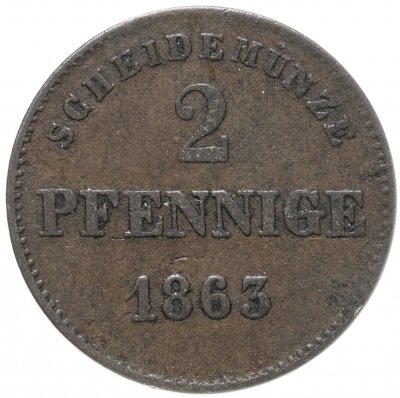 SCHEIDEMÜNZE
2
PFENNIGE
1863